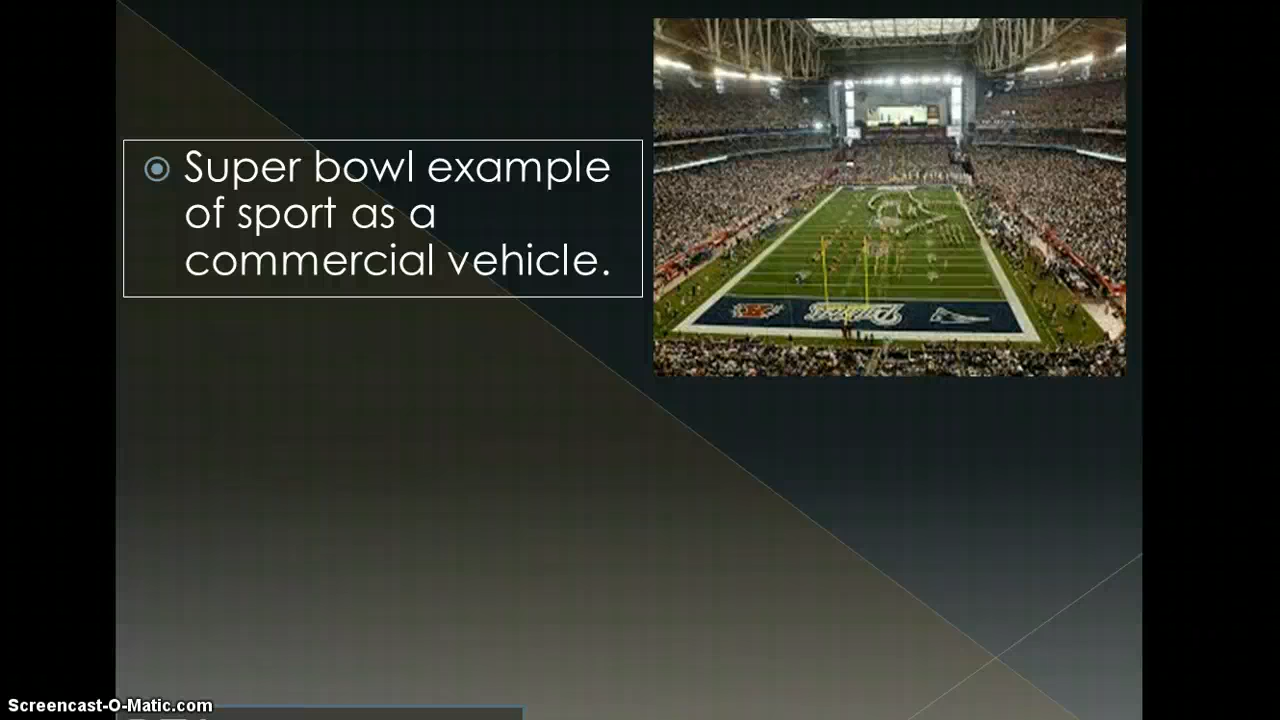 Super bowl example
of sport as a
commercial vehicle.
Screencast-O-Matic.com